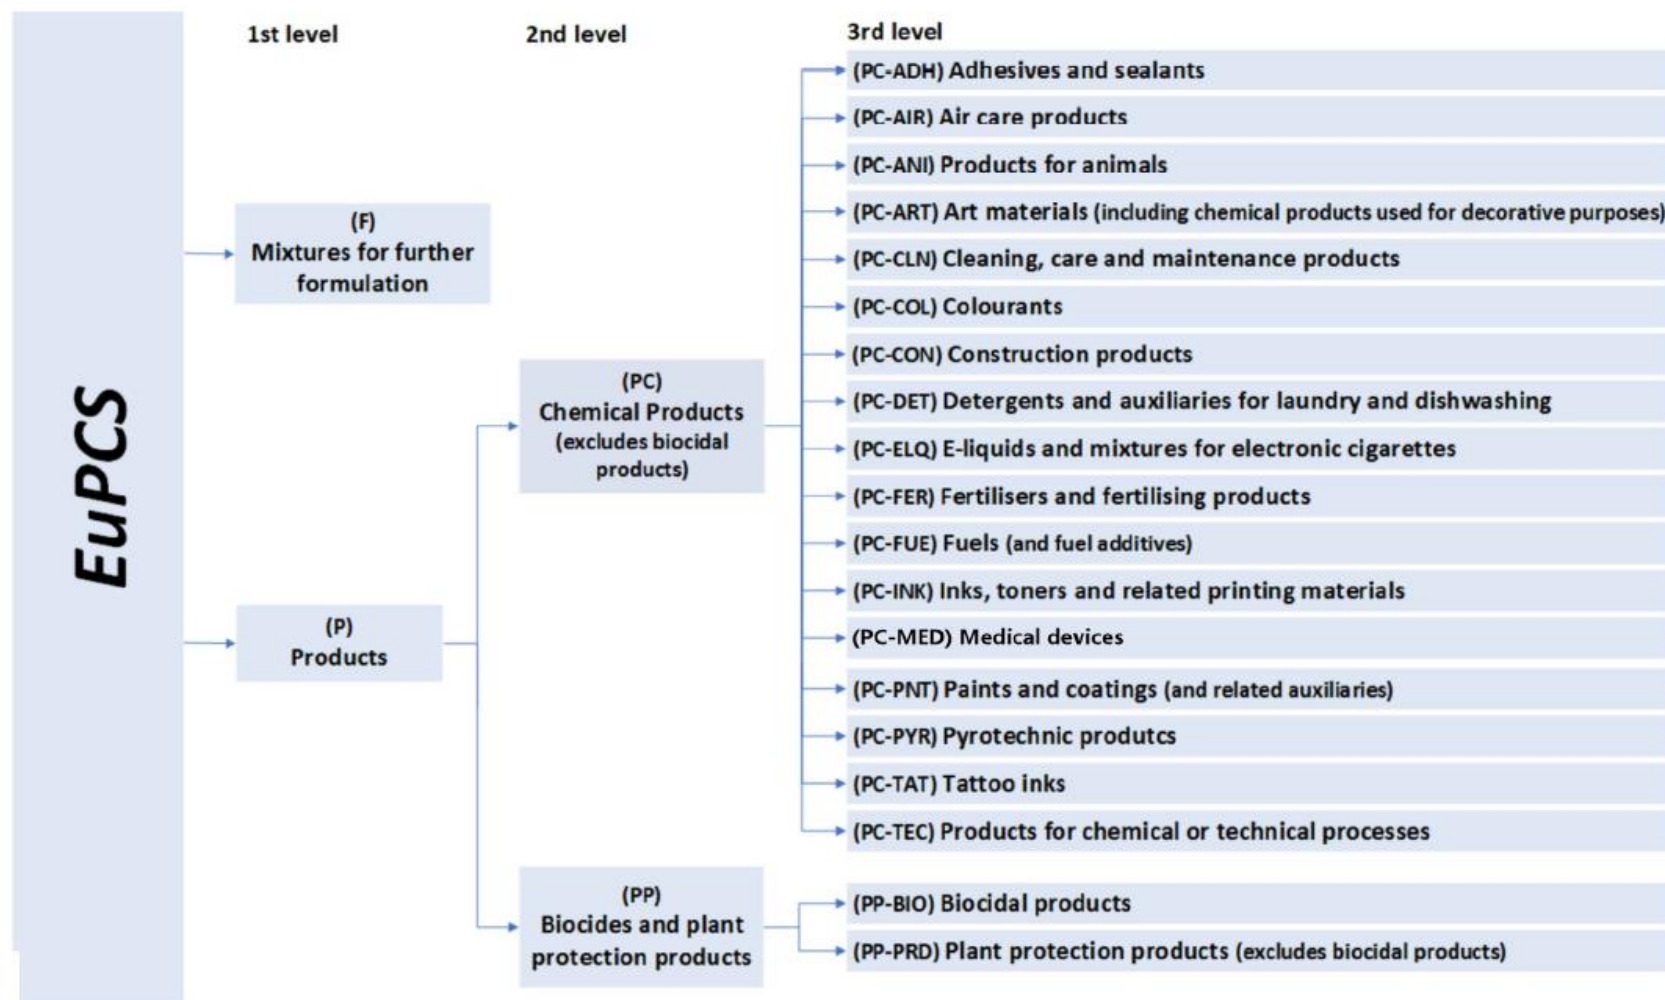 1st level
2nd level
3rd level
EuPCS
(F)
Mixtures for further
formulation
(P)
Products
(PC)
Chemical Products
(excludes biocidal
products)
(PP)
Biocides and plant
protection products
(PC-ADH) Adhesives and sealants
(PC-AIR) Air care products
(PC-ANI) Products for animals
(PC-ART) Art materials (including chemical products used for decorative purposes)
(PC-CLN) Cleaning, care and maintenance products
(PC-COL) Colourants
(PC-CON) Construction products
(PC-DET) Detergents and auxiliaries for laundry and dishwashing
(PC-ELQ) E-liquids and mixtures for electronic cigarettes
(PC-FER) Fertilisers and fertilising products
(PC-FUE) Fuels (and fuel additives)
(PC-INK) Inks, toners and related printing materials
(PC-MED) Medical devices
(PC-PNT) Paints and coatings (and related auxiliaries)
(PC-PYR) Pyrotechnic produtcs
(PC-TAT) Tattoo inks
(PC-TEC) Products for chemical or technical processes
(PP-BIO) Biocidal products
(PP-PRD) Plant protection products (excludes biocidal products)